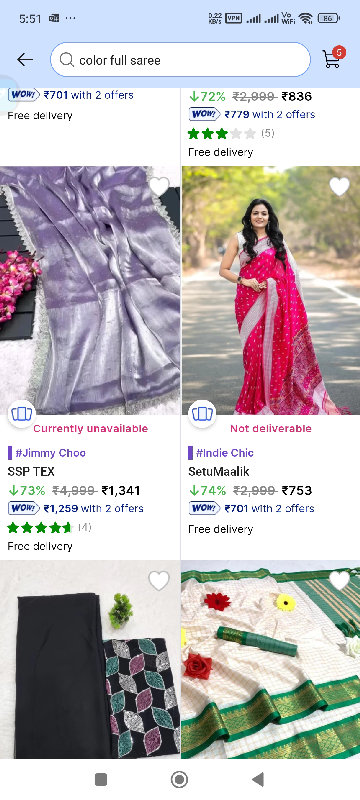 5:51
0.22 KB/s VPN Vo WiFi 86
color full saree
5
WOW! ₹701 with 2 offers
Free delivery
↓72% ₹2,999 ₹836
WOW! ₹779 with 2 offers
(5)
Free delivery
Currently unavailable
#Jimmy Choo
SSP TEX
↓73% ₹4,999 ₹1,341
WOW! ₹1,259 with 2 offers
(4)
Free delivery
Not deliverable
#Indie Chic
SetuMaalik
↓74% ₹2,999 ₹753
WOW! ₹701 with 2 offers
Free delivery